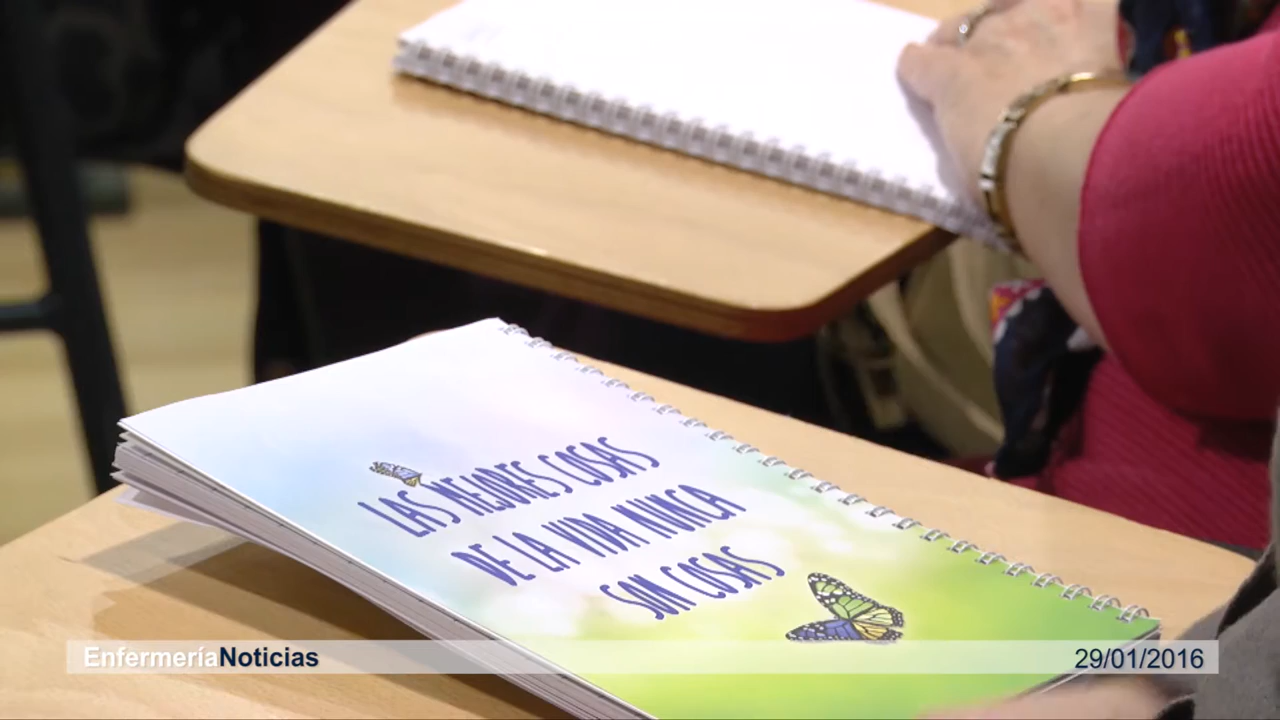 LAS MEJORES COSAS
DE LA VIDA NUNCA
SON COSAS
EnfermeríaNoticias
29/01/2016